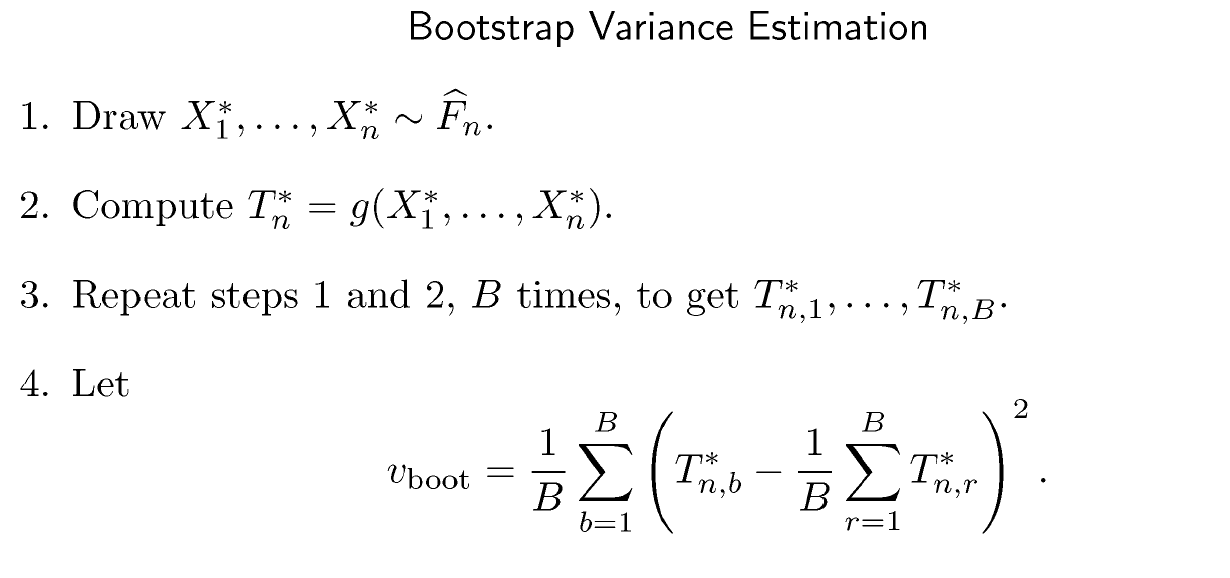 Bootstrap Variance Estimation
1. Draw $X_1^*, \ldots, X_n^* \sim \widehat{F}_n$.
2. Compute $T_n^* = g(X_1^*, \ldots, X_n^*)$.
3. Repeat steps 1 and 2, $B$ times, to get $T_{n,1}^*, \ldots, T_{n,B}^*$.
4. Let
$v_{\text{boot}} = \frac{1}{B} \sum_{b=1}^{B} \left( T_{n,b}^* - \frac{1}{B} \sum_{r=1}^{B} T_{n,r}^* \right)^2.$